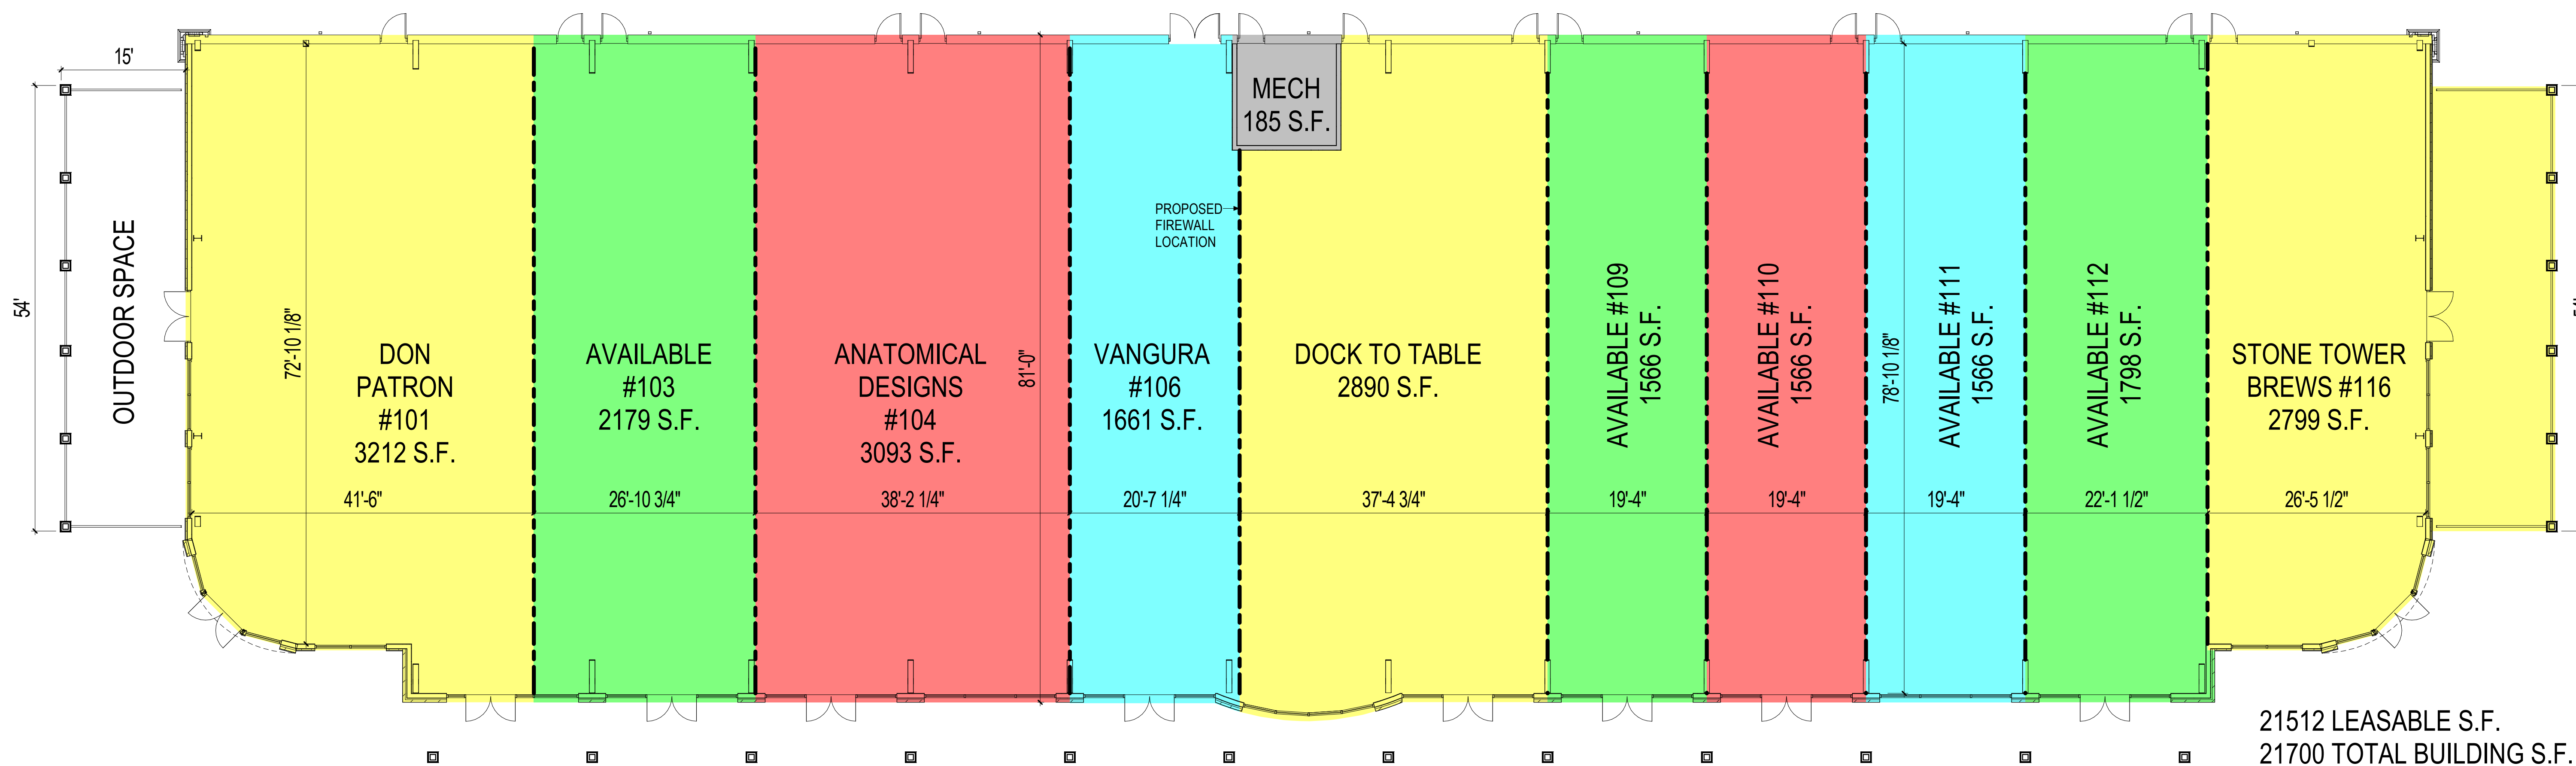 15'
54'
OUTDOOR SPACE
72'-10 1/8"
DON
PATRON
#101
3212 S.F.
41'-6"
AVAILABLE
#103
2179 S.F.
26'-10 3/4"
ANATOMICAL
DESIGNS
#104
3093 S.F.
38'-2 1/4"
81'-0"
PROPOSED
FIREWALL
LOCATION
VANGURA
#106
1661 S.F.
20'-7 1/4"
MECH
185 S.F.
DOCK TO TABLE
2890 S.F.
37'-4 3/4"
AVAILABLE #109
1566 S.F.
19'-4"
AVAILABLE #110
1566 S.F.
19'-4"
78'-10 1/8"
AVAILABLE #111
1566 S.F.
19'-4"
AVAILABLE #112
1798 S.F.
22'-1 1/2"
STONE TOWER
BREWS #116
2799 S.F.
26'-5 1/2"
21512 LEASABLE S.F.
21700 TOTAL BUILDING S.F.